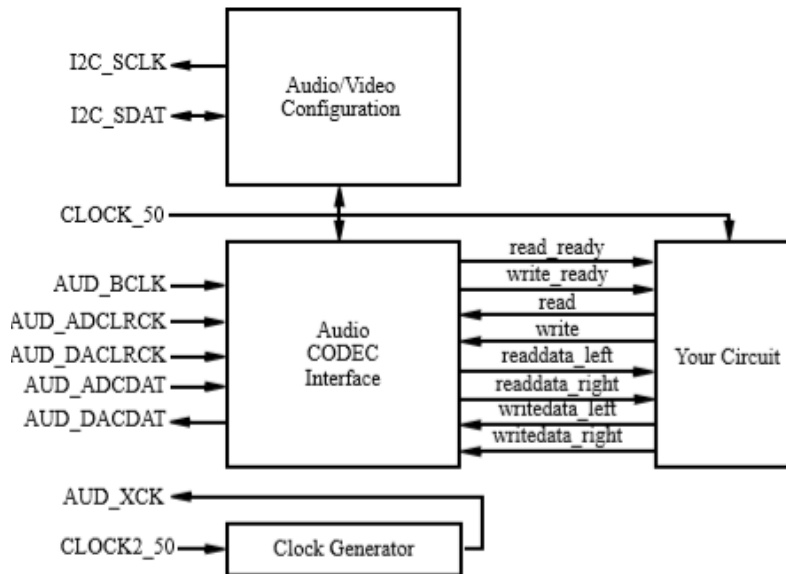 I2C_SCLK
I2C_SDAT
Audio/Video
Configuration
CLOCK_50
AUD_BCLK
AUD_ADCLRCK
AUD_DACLRCK
AUD_ADCDAT
AUD_DACDAT
Audio
CODEC
Interface
read_ready
write_ready
read
write
readdata_left
readdata_right
writedata_left
writedata_right
Your Circuit
AUD_XCK
CLOCK2_50
Clock Generator